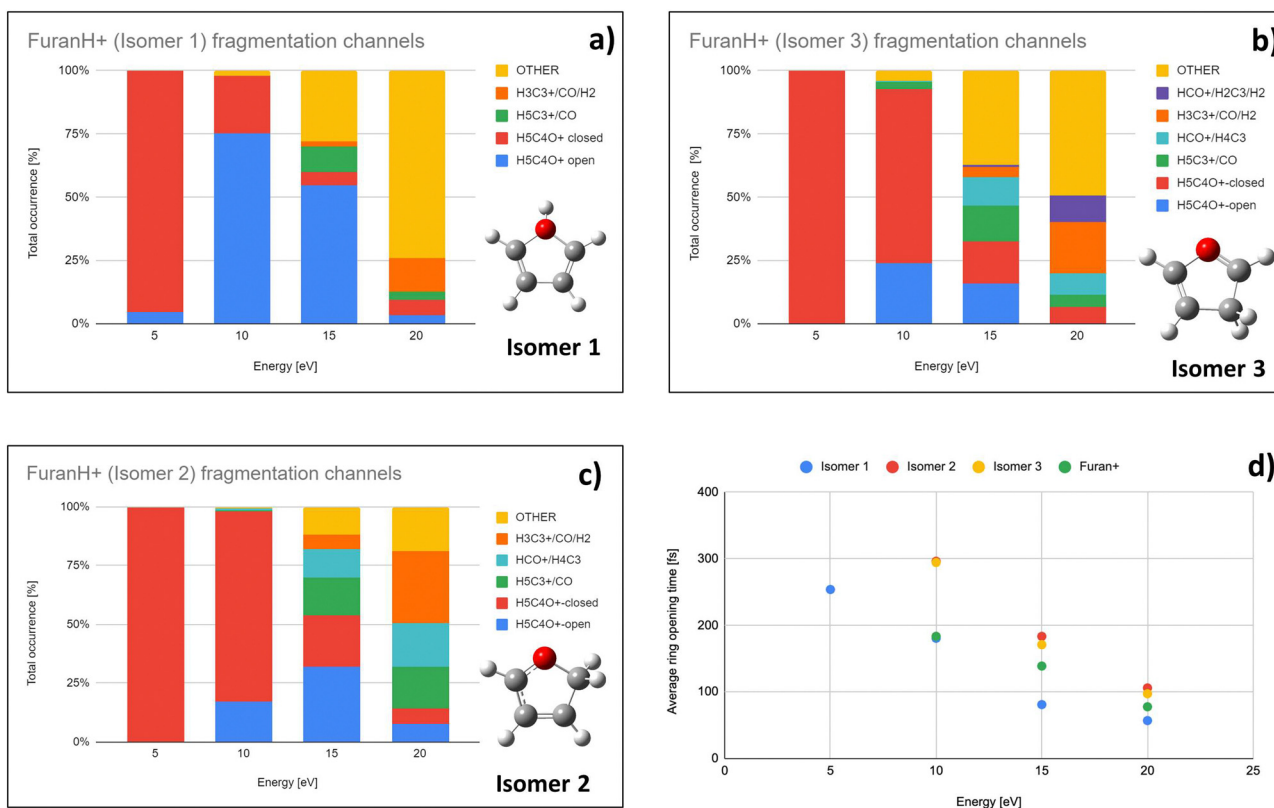 FuranH+ (Isomer 1) fragmentation channels
a)
100%
75%
50%
25%
0%
Total occurrence [%]
5 10 15 20
Energy [eV]
OTHER
H3C3+/CO/H2
H5C3+/CO
H5C4O+ closed
H5C4O+ open
Isomer 1
FuranH+ (Isomer 3) fragmentation channels
b)
100%
75%
50%
25%
0%
Total occurrence [%]
5 10 15 20
Energy [eV]
OTHER
HCO+/H2C3/H2
H3C3+/CO/H2
HCO+/H4C3
H5C3+/CO
H5C4O+-closed
H5C4O+-open
Isomer 3
FuranH+ (Isomer 2) fragmentation channels
c)
100%
75%
50%
25%
0%
Total occurrence [%]
5 10 15 20
Energy [eV]
OTHER
H3C3+/CO/H2
HCO+/H4C3
H5C3+/CO
H5C4O+-closed
H5C4O+-open
Isomer 2
d)
Isomer 1 Isomer 2 Isomer 3 Furan+
400
300
200
100
0
Average ring opening time [fs]
0 5 10 15 20 25
Energy [eV]